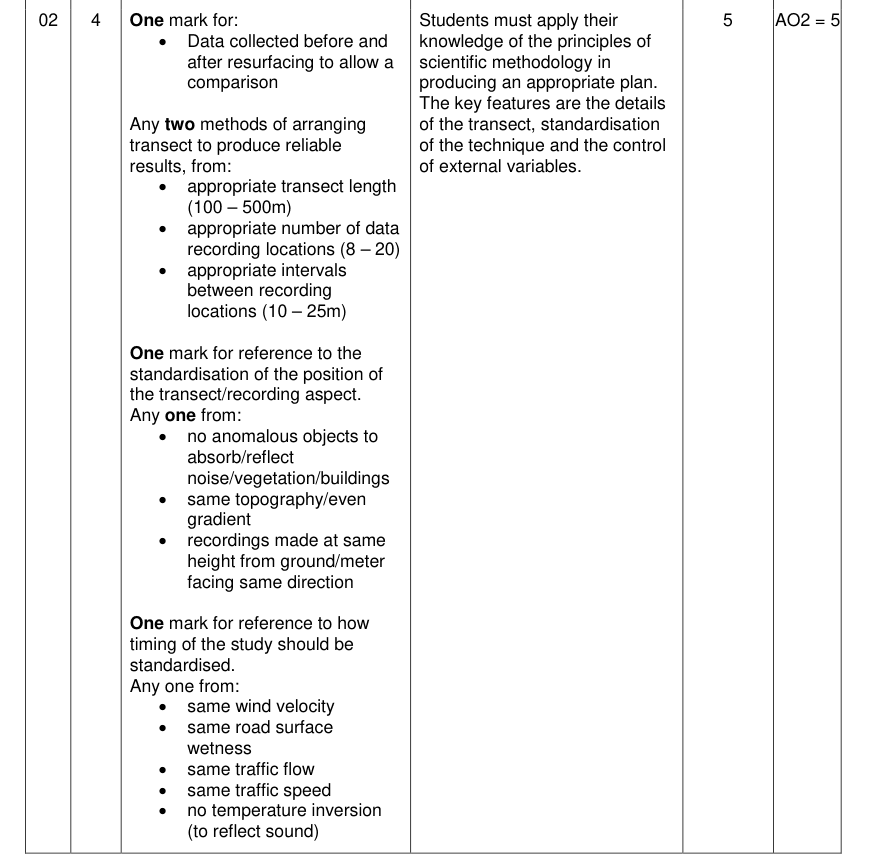 02
4
One mark for:
• Data collected before and
after resurfacing to allow a
comparison
Any two methods of arranging
transect to produce reliable
results, from:
• appropriate transect length
(100 – 500m)
• appropriate number of data
recording locations (8 – 20)
• appropriate intervals
between recording
locations (10 – 25m)
One mark for reference to the
standardisation of the position of
the transect/recording aspect.
Any one from:
• no anomalous objects to
absorb/reflect
noise/vegetation/buildings
• same topography/even
gradient
• recordings made at same
height from ground/meter
facing same direction
One mark for reference to how
timing of the study should be
standardised.
Any one from:
• same wind velocity
• same road surface
wetness
• same traffic flow
• same traffic speed
• no temperature inversion
(to reflect sound)
Students must apply their
knowledge of the principles of
scientific methodology in
producing an appropriate plan.
The key features are the details
of the transect, standardisation
of the technique and the control
of external variables.
5
AO2 = 5